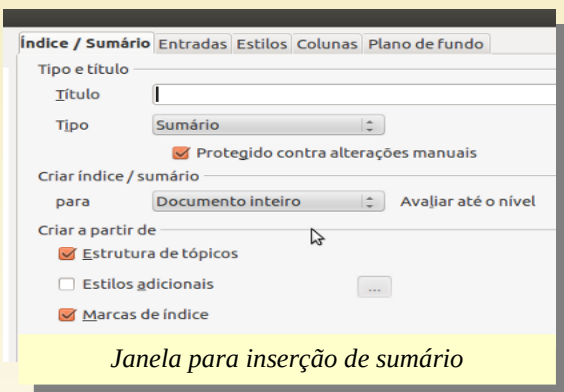 Índice / Sumário Entradas Estilos Colunas Plano de fundo
Tipo e título
Título
Tipo Sumário
Protegido contra alterações manuais
Criar índice / sumário
para Documento inteiro Avaliar até o nível
Criar a partir de
Estrutura de tópicos
Estilos adicionais ...
Marcas de índice
Janela para inserção de sumário